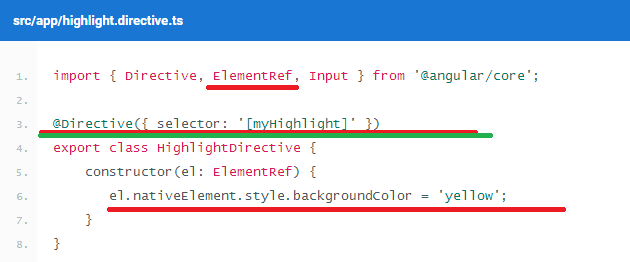 src/app/highlight.directive.ts
1. import { Directive, ElementRef, Input } from '@angular/core';
2.
3. @Directive({ selector: '[myHighlight]' })
4. export class HighlightDirective {
5. constructor(el: ElementRef) {
6. el.nativeElement.style.backgroundColor = 'yellow';
7. }
8. }